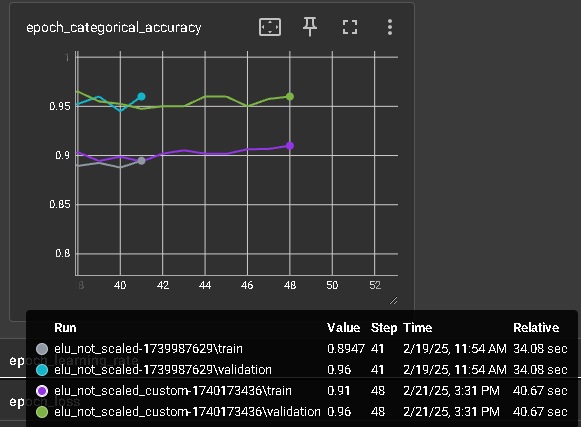 epoch_categorical_accuracy
1
0.95
0.9
0.85
0.8
8 40 42 44 46 48 50 52
Run Value Step Time Relative
elu_not_scaled-1739987629\train 0.8947 41 2/19/25, 11:54 AM 34.08 sec
elu_not_scaled-1739987629\validation 0.96 41 2/19/25, 11:54 AM 34.08 sec
elu_not_scaled_custom-1740173436\train 0.91 48 2/21/25, 3:31 PM 40.67 sec
elu_not_scaled_custom-1740173436\validation 0.96 48 2/21/25, 3:31 PM 40.67 sec
epoch_learning_rate
epoch_loss